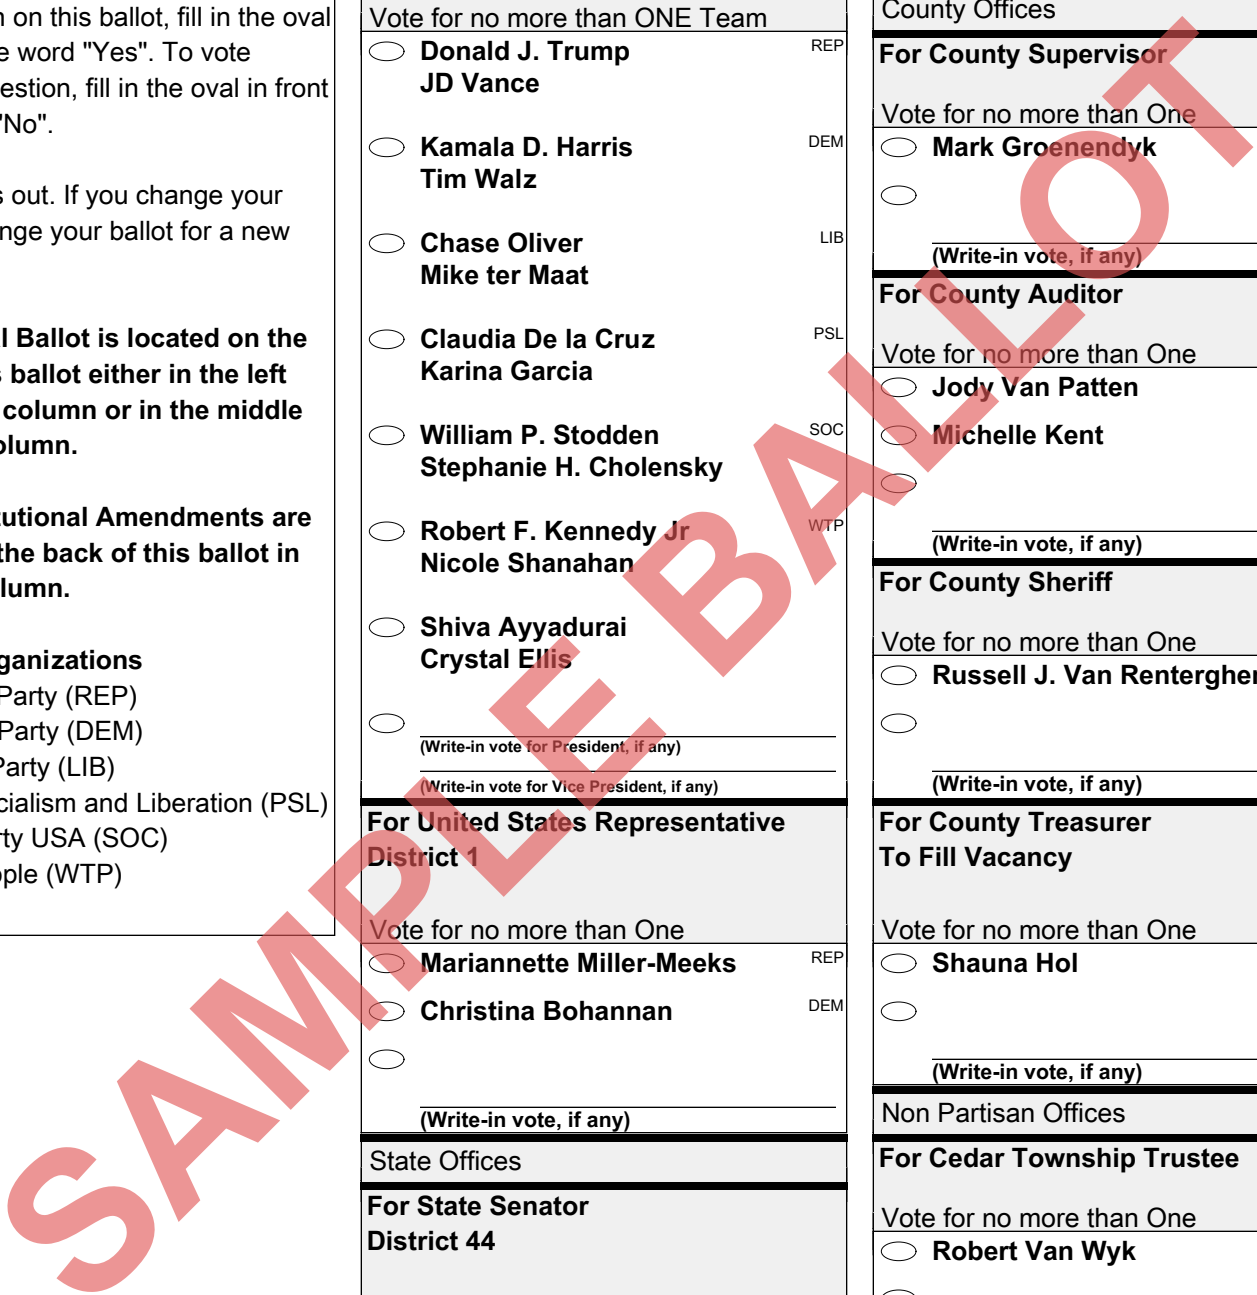 n on this ballot, fill in the oval
e word "Yes". To vote
estion, fill in the oval in front
"No".
s out. If you change your
nge your ballot for a new
l Ballot is located on the
s ballot either in the left
column or in the middle
olumn.
tutional Amendments are
the back of this ballot in
lumn.
ganizations
Party (REP)
Party (DEM)
Party (LIB)
cialism and Liberation (PSL)
rty USA (SOC)
ople (WTP)
Vote for no more than ONE Team
Donald J. Trump REP
JD Vance
Kamala D. Harris DEM
Tim Walz
Chase Oliver LIB
Mike ter Maat
Claudia De la Cruz PSL
Karina Garcia
William P. Stodden SOC
Stephanie H. Cholensky
Robert F. Kennedy Jr WTP
Nicole Shanahan
Shiva Ayyadurai
Crystal Ellis
(Write-in vote for President, if any)
(Write-in vote for Vice President, if any)
For United States Representative
District 1
Vote for no more than One
Mariannette Miller-Meeks REP
Christina Bohannan DEM
(Write-in vote, if any)
State Offices
For State Senator
District 44
County Offices
For County Supervisor
Vote for no more than One
Mark Groenendyk
(Write-in vote, if any)
For County Auditor
Vote for no more than One
Jody Van Patten
Michelle Kent
(Write-in vote, if any)
For County Sheriff
Vote for no more than One
Russell J. Van Renterghe
(Write-in vote, if any)
For County Treasurer
To Fill Vacancy
Vote for no more than One
Shauna Hol
(Write-in vote, if any)
Non Partisan Offices
For Cedar Township Trustee
Vote for no more than One
Robert Van Wyk
SAMPLE BALLOT